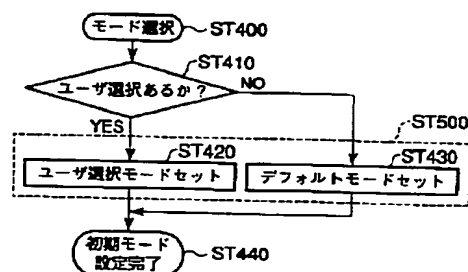 モード選択 ST400
ST410
ユーザ選択あるか？ NO
YES
ST500
ST420 ST430
ユーザ選択モードセット デフォルトモードセット
初期モード
設定完了 ST440